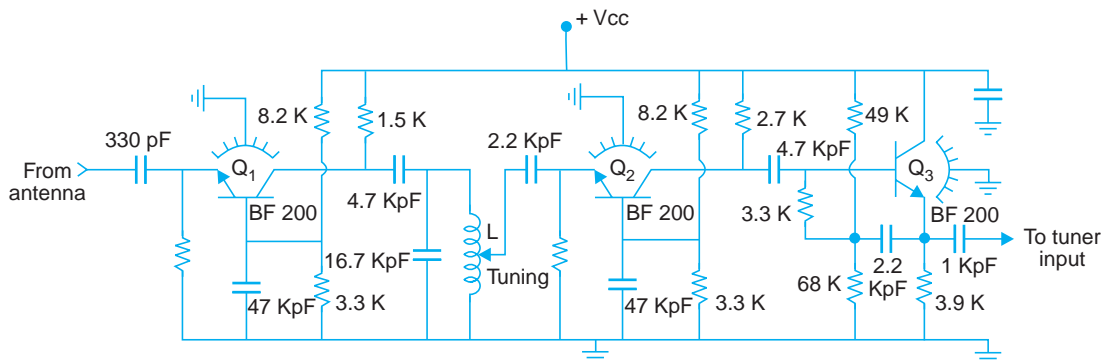 + Vcc
8.2 K
1.5 K
8.2 K
2.7 K
49 K
330 pF
2.2 KpF
4.7 KpF
From
antenna
Q1
Q2
Q3
BF 200
4.7 KpF
BF 200
3.3 K
BF 200
L
To tuner
input
16.7 KpF
Tuning
2.2
KpF
1 KpF
68 K
47 KpF
3.3 K
47 KpF
3.3 K
3.9 K